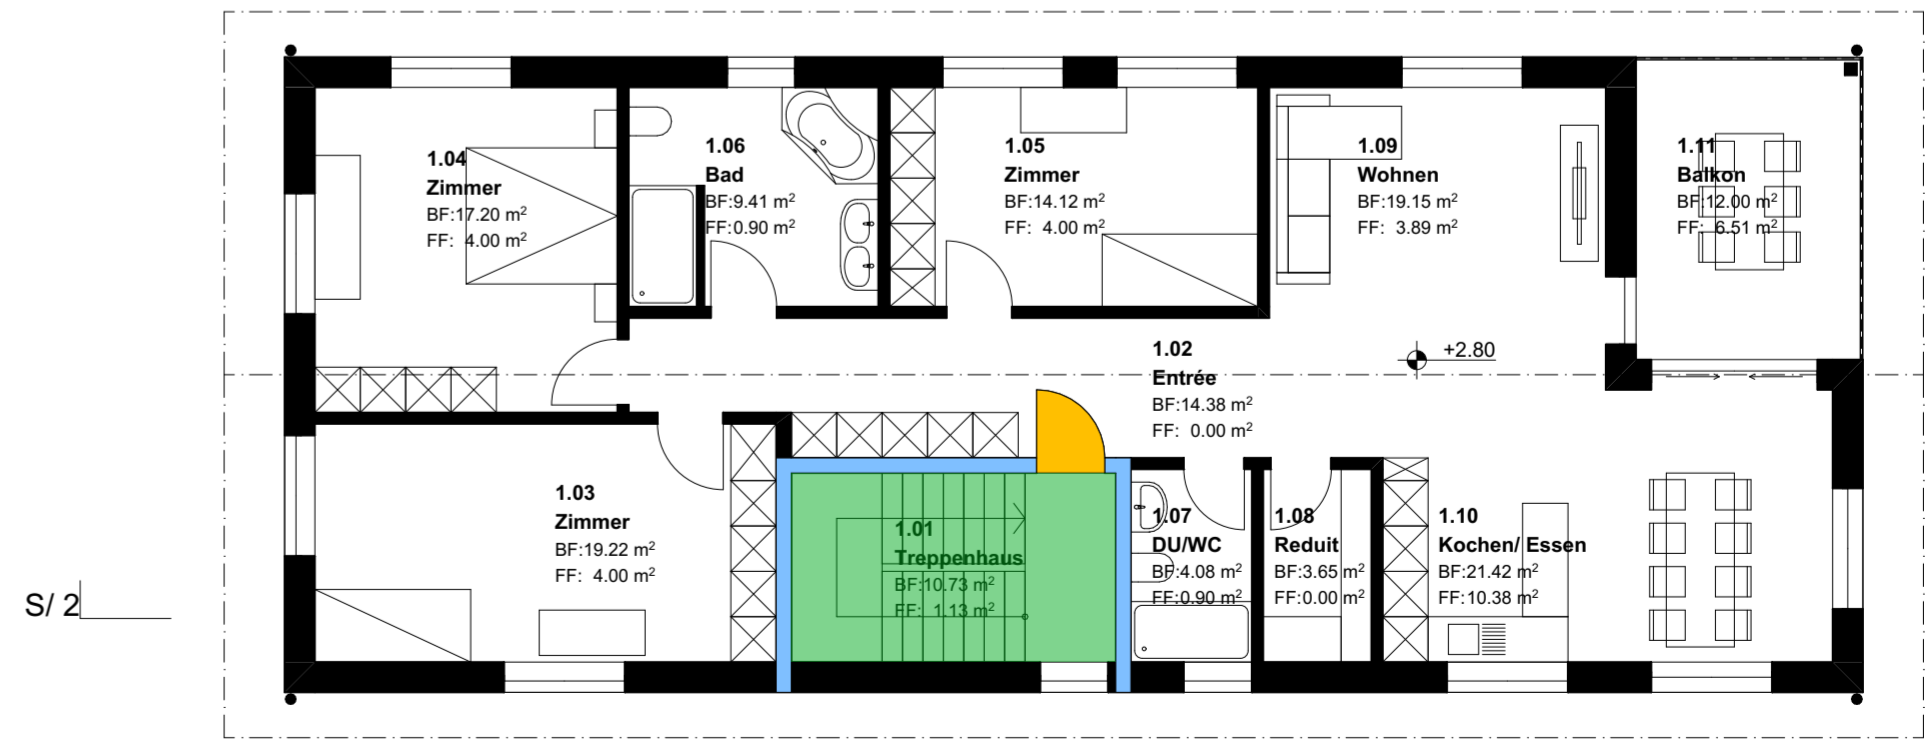 1.04
Zimmer
BF:17.20 m²
FF: 4.00 m²
1.06
Bad
BF:9.41 m²
FF:0.90 m²
1.05
Zimmer
BF:14.12 m²
FF: 4.00 m²
1.09
Wohnen
BF:19.15 m²
FF: 3.89 m²
1.11
Balkon
BF:12.00 m²
FF: 6.51 m²
1.02
Entrée
BF:14.38 m²
FF: 0.00 m²
+2.80
1.03
Zimmer
BF:19.22 m²
FF: 4.00 m²
1.01
Treppenhaus
BF:10.73 m²
FF: 1.13 m²
1.07
DU/WC
BF:4.08 m²
FF:0.90 m²
1.08
Reduit
BF:3.65 m²
FF:0.00 m²
1.10
Kochen/ Essen
BF:21.42 m²
FF:10.38 m²
S/ 2